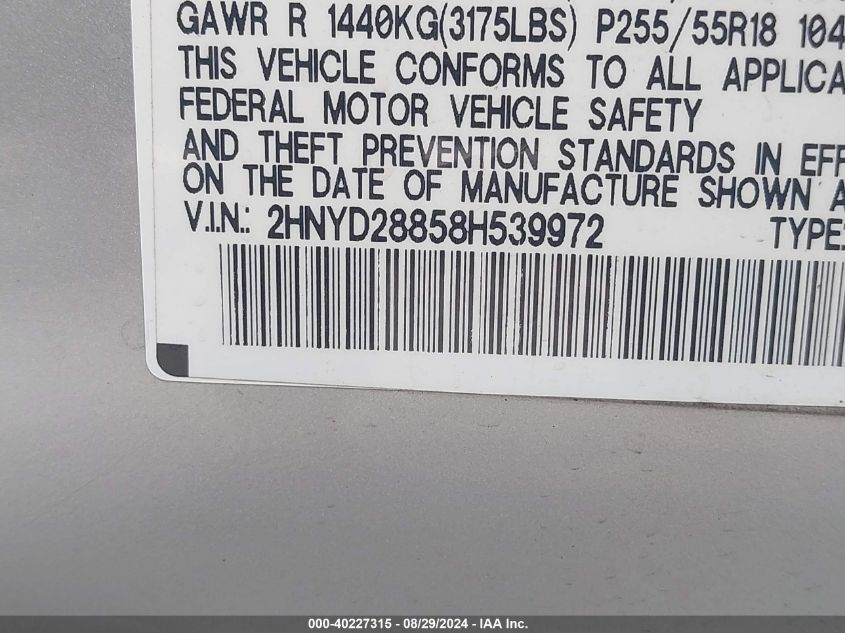 GAWR R 1440KG(3175LBS) P255/55R18 104
THIS VEHICLE CONFORMS TO ALL APPLICA
FEDERAL MOTOR VEHICLE SAFETY
AND THEFT PREVENTION STANDARDS IN EFF
ON THE DATE OF MANUFACTURE SHOWN A
V.I.N.: 2HNYD28858H539972 TYPE:
000-40227315 - 08/29/2024 - IAA Inc.